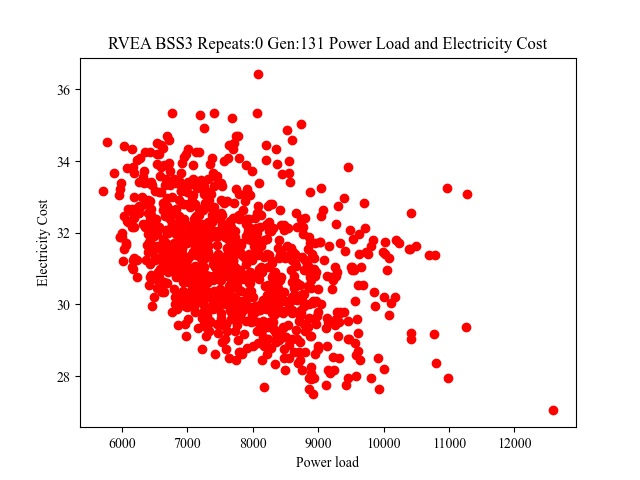 RVEA BSS3 Repeats:0 Gen:131 Power Load and Electricity Cost
36
34
32
30
28
Electricity Cost
6000 7000 8000 9000 10000 11000 12000
Power load